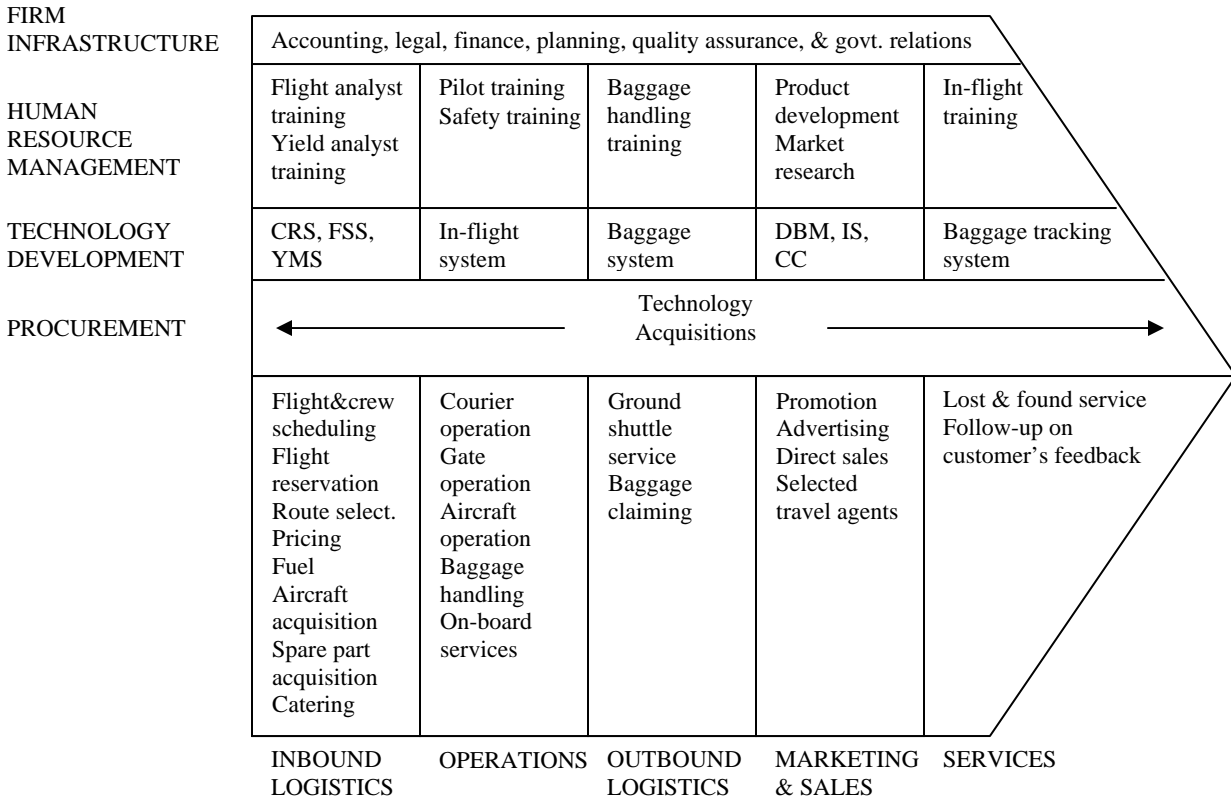 FIRM
INFRASTRUCTURE
Accounting, legal, finance, planning, quality assurance, & govt. relations
HUMAN
RESOURCE
MANAGEMENT
Flight analyst
training
Yield analyst
training
Pilot training
Safety training
Baggage
handling
training
Product
development
Market
research
In-flight
training
TECHNOLOGY
DEVELOPMENT
CRS, FSS,
YMS
In-flight
system
Baggage
system
DBM, IS,
CC
Baggage tracking
system
PROCUREMENT
Technology
Acquisitions
Flight&crew
scheduling
Flight
reservation
Route select.
Pricing
Fuel
Aircraft
acquisition
Spare part
acquisition
Catering
Courier
operation
Gate
operation
Aircraft
operation
Baggage
handling
On-board
services
Ground
shuttle
service
Baggage
claiming
Promotion
Advertising
Direct sales
Selected
travel agents
Lost & found service
Follow-up on
customer’s feedback
INBOUND
LOGISTICS
OPERATIONS
OUTBOUND
LOGISTICS
MARKETING
& SALES
SERVICES